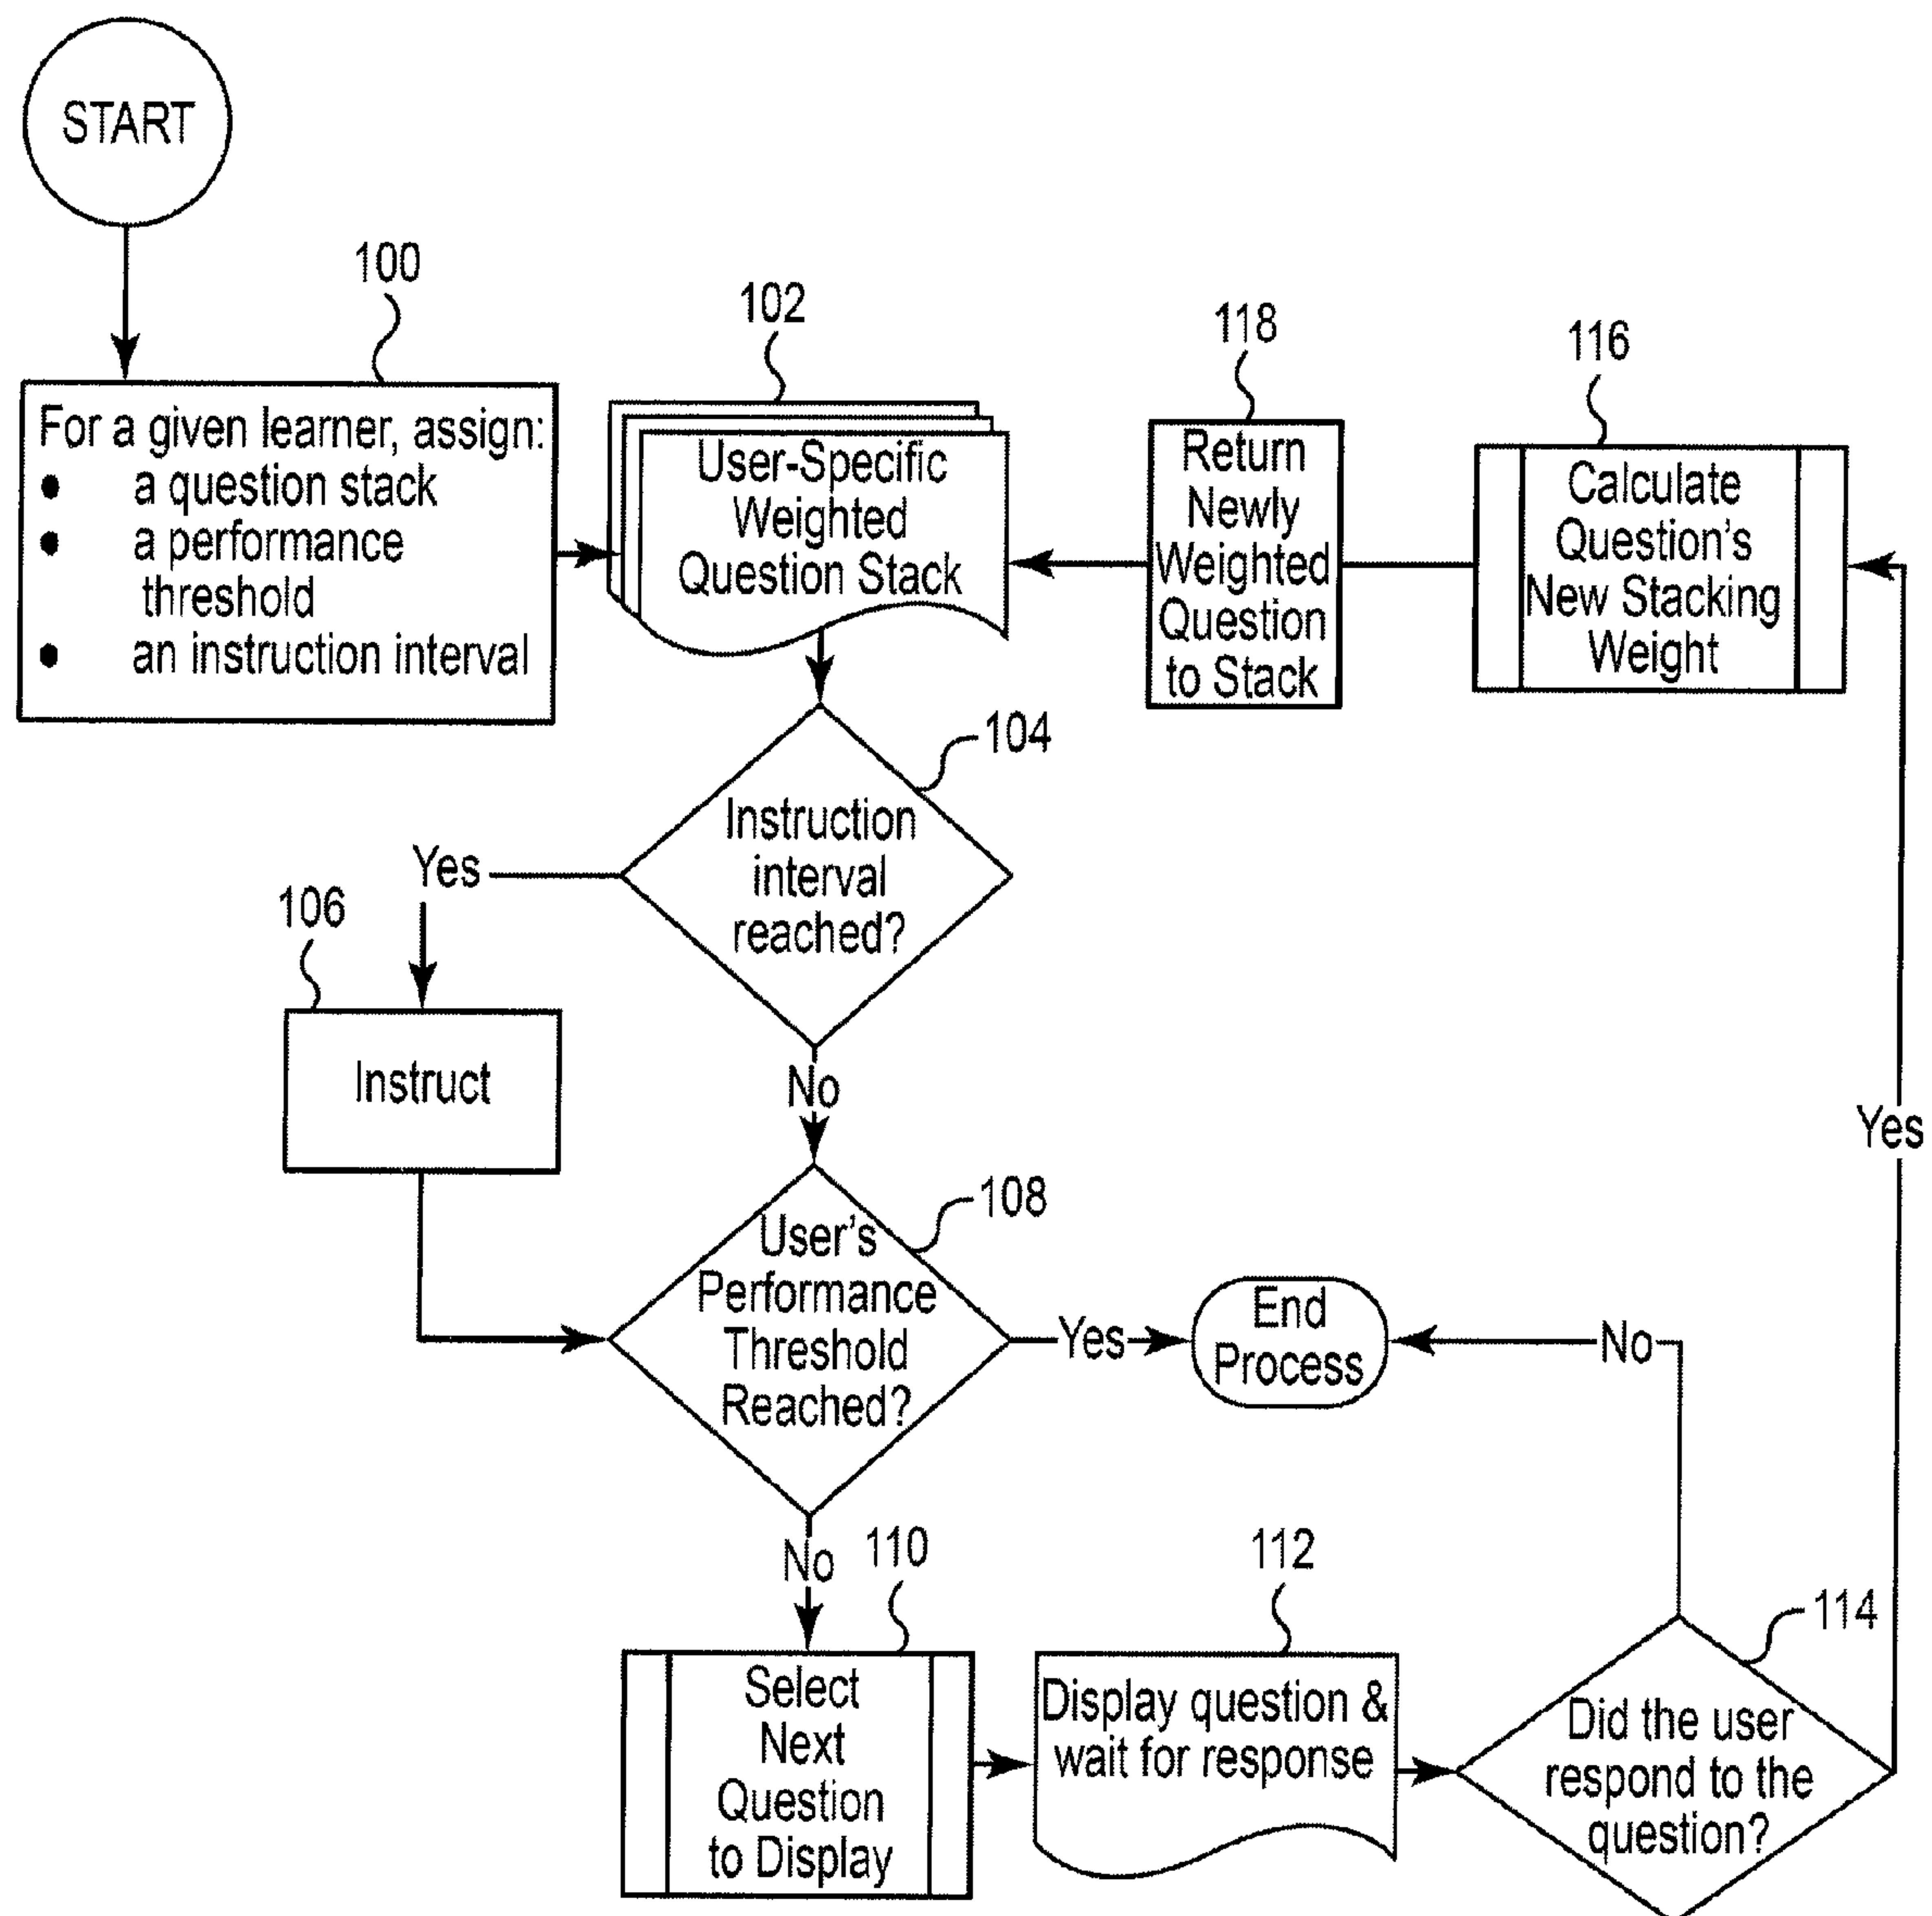 START
100
For a given learner, assign:
• a question stack
• a performance
threshold
• an instruction interval
102
User-Specific
Weighted
Question Stack
118
Return
Newly
Weighted
Question
to Stack
116
Calculate
Question's
New Stacking
Weight
104
Instruction
interval
reached?
Yes
106
Instruct
No
108
User's
Performance
Threshold
Reached?
Yes
End
Process
No
Yes
No
110
Select
Next
Question
to Display
112
Display question &
wait for response
114
Did the user
respond to the
question?